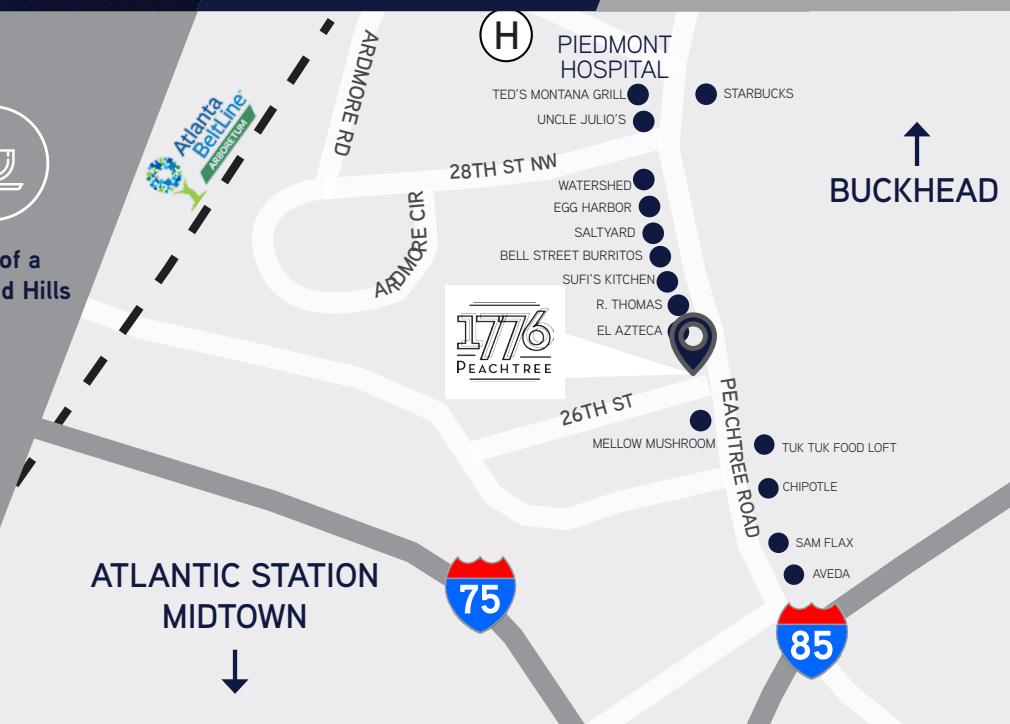 H
PIEDMONT
HOSPITAL
TED'S MONTANA GRILL
STARBUCKS
UNCLE JULIO'S
ARDMORE RD
Atlanta
BeltLine
ARBORETUM
28TH ST NW
WATERSHED
BUCKHEAD
EGG HARBOR
ARDMORE CIR
SALTYARD
BELL STREET BURRITOS
of a
d Hills
SUFI'S KITCHEN
R. THOMAS
EL AZTECA
1776
PEACHTREE
26TH ST
PEACHTREE ROAD
MELLOW MUSHROOM
TUK TUK FOOD LOFT
CHIPOTLE
SAM FLAX
AVEDA
ATLANTIC STATION
MIDTOWN
75
85